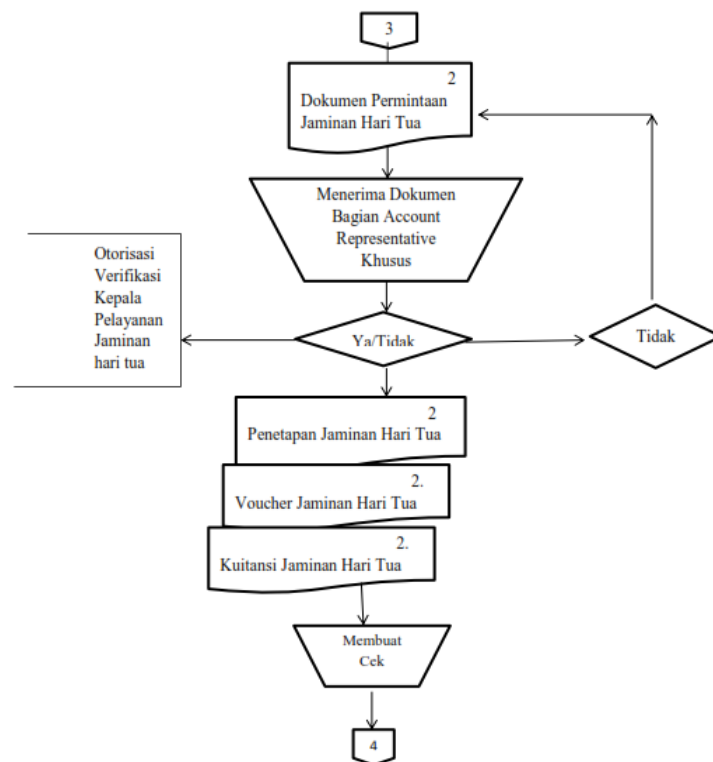 3
2
Dokumen Permintaan
Jaminan Hari Tua
Menerima Dokumen
Bagian Account
Representative
Khusus
Otorisasi
Verifikasi
Kepala
Pelayanan
Jaminan
hari tua
Ya/Tidak
Tidak
2
Penetapan Jaminan Hari Tua
2.
Voucher Jaminan Hari Tua
2.
Kuitansi Jaminan Hari Tua
Membuat
Cek
4